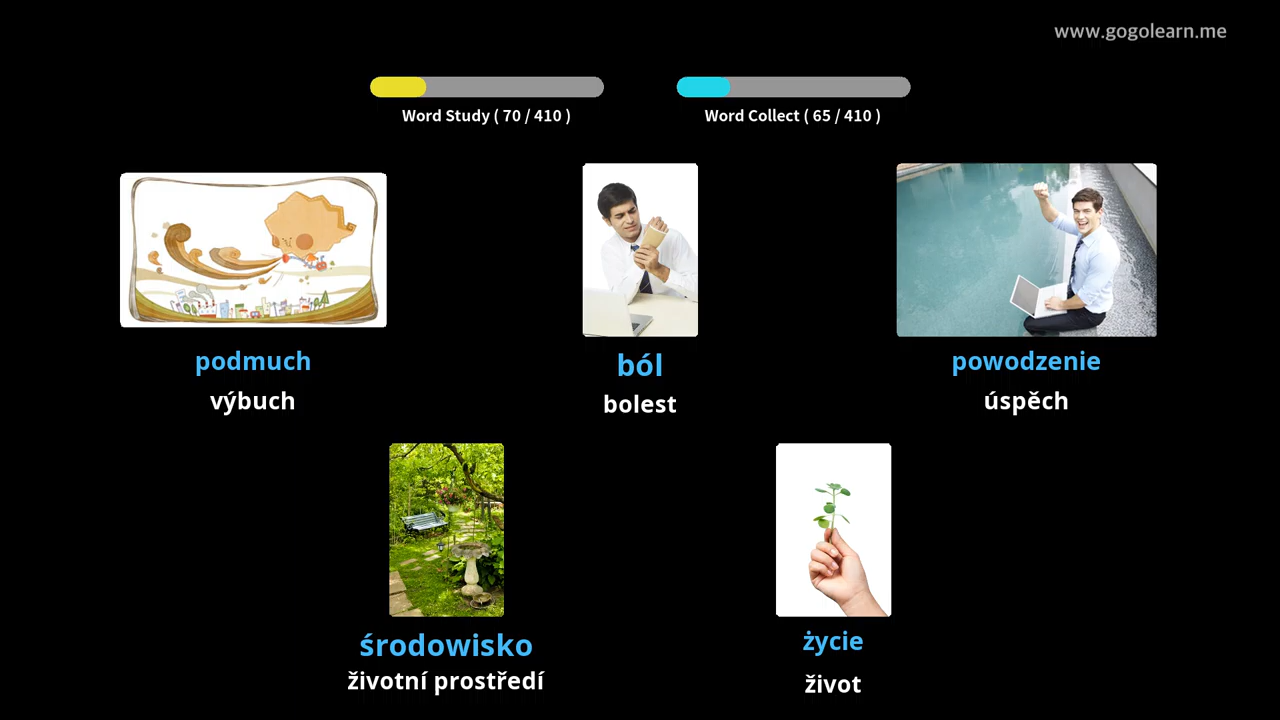 www.gogolearn.me
Word Study ( 70 / 410 )
Word Collect ( 65 / 410 )
podmuch
výbuch
ból
bolest
powodzenie
úspěch
środowisko
životní prostředí
życie
život